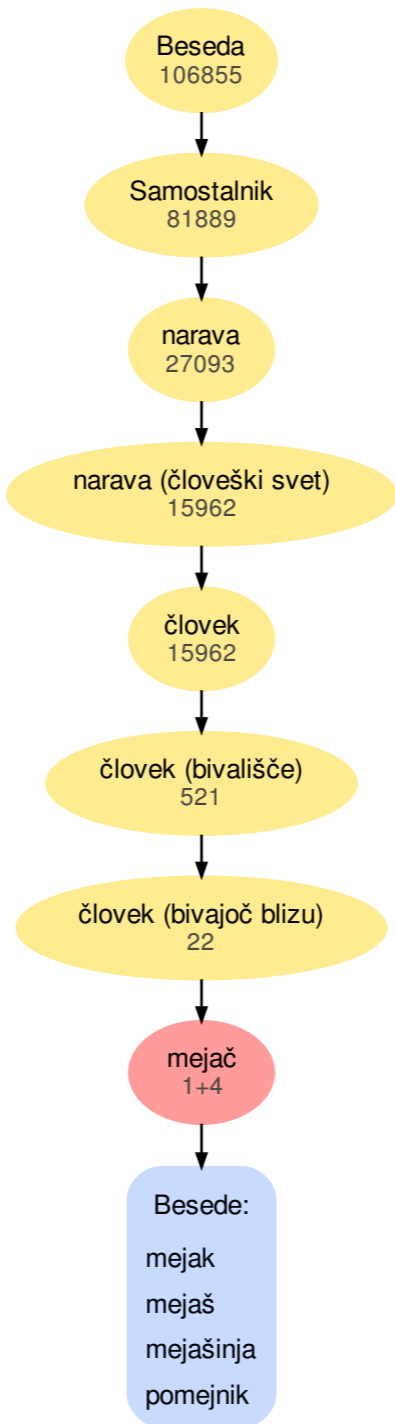 Beseda
106855
Samostalnik
81889
narava
27093
narava (človeški svet)
15962
človek
15962
človek (bivališče)
521
človek (bivajoč blizu)
22
mejač
1+4
Besede:
mejak
mejaš
mejašinja
pomejnik